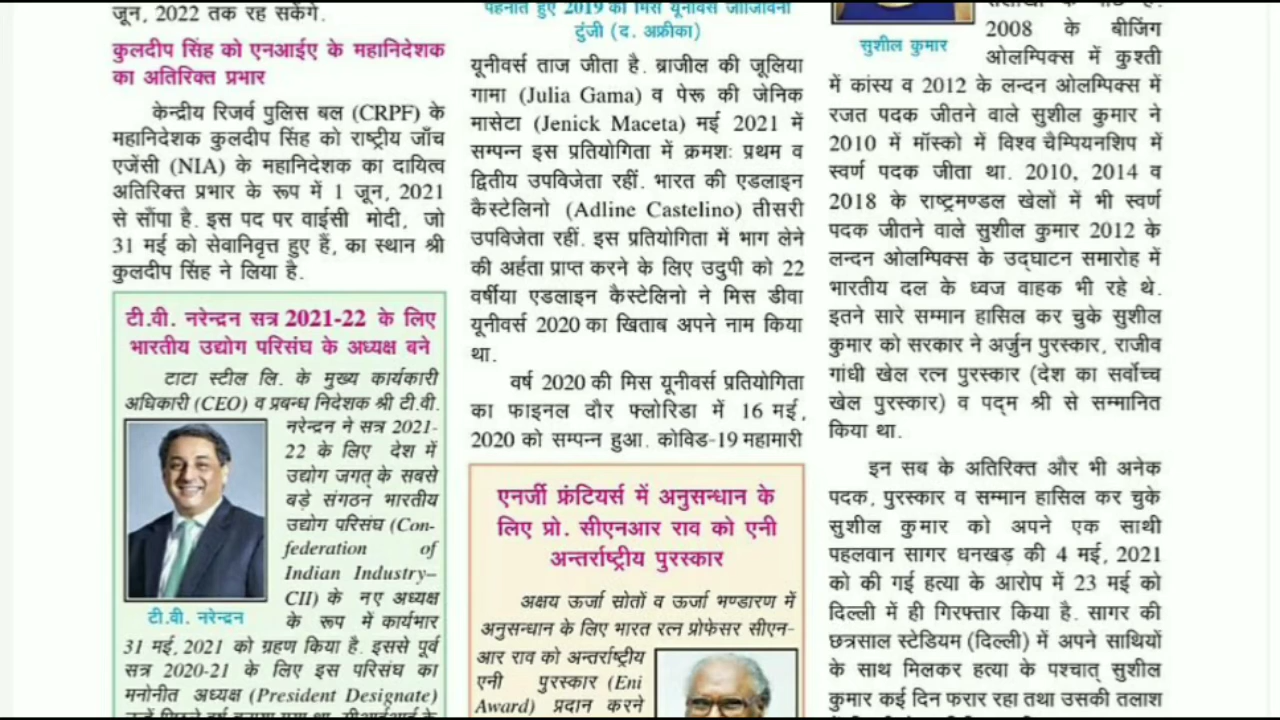 जून, 2022 तक रह सकेंगे.
कुलदीप सिंह को एनआईए के महानिदेशक
का अतिरिक्त प्रभार
केन्द्रीय रिजर्व पुलिस बल (CRPF) के
महानिदेशक कुलदीप सिंह को राष्ट्रीय जाँच
एजेंसी (NIA) के महानिदेशक का दायित्व
अतिरिक्त प्रभार के रूप में 1 जून, 2021
से सौंपा है. इस पद पर वाईसी मोदी, जो
31 मई को सेवानिवृत्त हुए हैं, का स्थान श्री
कुलदीप सिंह ने लिया है.
टी.वी. नरेन्द्रन सत्र 2021-22 के लिए
भारतीय उद्योग परिसंघ के अध्यक्ष बने
टाटा स्टील लि. के मुख्य कार्यकारी
अधिकारी (CEO) व प्रबन्ध निदेशक श्री टी.वी.
नरेन्द्रन ने सत्र 2021-
22 के लिए देश में
उद्योग जगत् के सबसे
बड़े संगठन भारतीय
उद्योग परिसंघ (Con-
federation of
Indian Industry–
CII) के नए अध्यक्ष
के रूप में कार्यभार
टी.वी. नरेन्द्रन
31 मई, 2021 को ग्रहण किया है. इससे पूर्व
सत्र 2020-21 के लिए इस परिसंघ का
मनोनीत अध्यक्ष (President Designate)
पहनाते हुए 2019 की मिस यूनीवर्स जोजिबिनी
टुंजी (द. अफ्रीका)
यूनीवर्स ताज जीता है. ब्राजील की जूलिया
गामा (Julia Gama) व पेरू की जेनिक
मासेटा (Jenick Maceta) मई 2021 में
सम्पन्न इस प्रतियोगिता में क्रमशः प्रथम व
द्वितीय उपविजेता रहीं. भारत की एडलाइन
कैस्टेलिनो (Adline Castelino) तीसरी
उपविजेता रहीं. इस प्रतियोगिता में भाग लेने
की अर्हता प्राप्त करने के लिए उदुपी को 22
वर्षीया एडलाइन कैस्टेलिनो ने मिस डीवा
यूनीवर्स 2020 का खिताब अपने नाम किया
था.
वर्ष 2020 की मिस यूनीवर्स प्रतियोगिता
का फाइनल दौर फ्लोरिडा में 16 मई,
2020 को सम्पन्न हुआ. कोविड-19 महामारी
एनर्जी फ्रंटियर्स में अनुसन्धान के
लिए प्रो. सीएनआर राव को एनी
अन्तर्राष्ट्रीय पुरस्कार
अक्षय ऊर्जा स्रोतों व ऊर्जा भण्डारण में
अनुसन्धान के लिए भारत रत्न प्रोफेसर सीएन-
आर राव को अन्तर्राष्ट्रीय
एनी पुरस्कार (Eni
Award) प्रदान करने
सुशील कुमार
2008 के बीजिंग
ओलम्पिक्स में कुश्ती
में कांस्य व 2012 के लन्दन ओलम्पिक्स में
रजत पदक जीतने वाले सुशील कुमार ने
2010 में मॉस्को में विश्व चैम्पियनशिप में
स्वर्ण पदक जीता था. 2010, 2014 व
2018 के राष्ट्रमण्डल खेलों में भी स्वर्ण
पदक जीतने वाले सुशील कुमार 2012 के
लन्दन ओलम्पिक्स के उद्घाटन समारोह में
भारतीय दल के ध्वज वाहक भी रहे थे.
इतने सारे सम्मान हासिल कर चुके सुशील
कुमार को सरकार ने अर्जुन पुरस्कार, राजीव
गांधी खेल रत्न पुरस्कार (देश का सर्वोच्च
खेल पुरस्कार) व पद्म श्री से सम्मानित
किया था.
इन सब के अतिरिक्त और भी अनेक
पदक, पुरस्कार व सम्मान हासिल कर चुके
सुशील कुमार को अपने एक साथी
पहलवान सागर धनखड़ की 4 मई, 2021
को की गई हत्या के आरोप में 23 मई को
दिल्ली में ही गिरफ्तार किया है. सागर की
छत्रसाल स्टेडियम (दिल्ली) में अपने साथियों
के साथ मिलकर हत्या के पश्चात् सुशील
कुमार कई दिन फरार रहा तथा उसकी तलाश